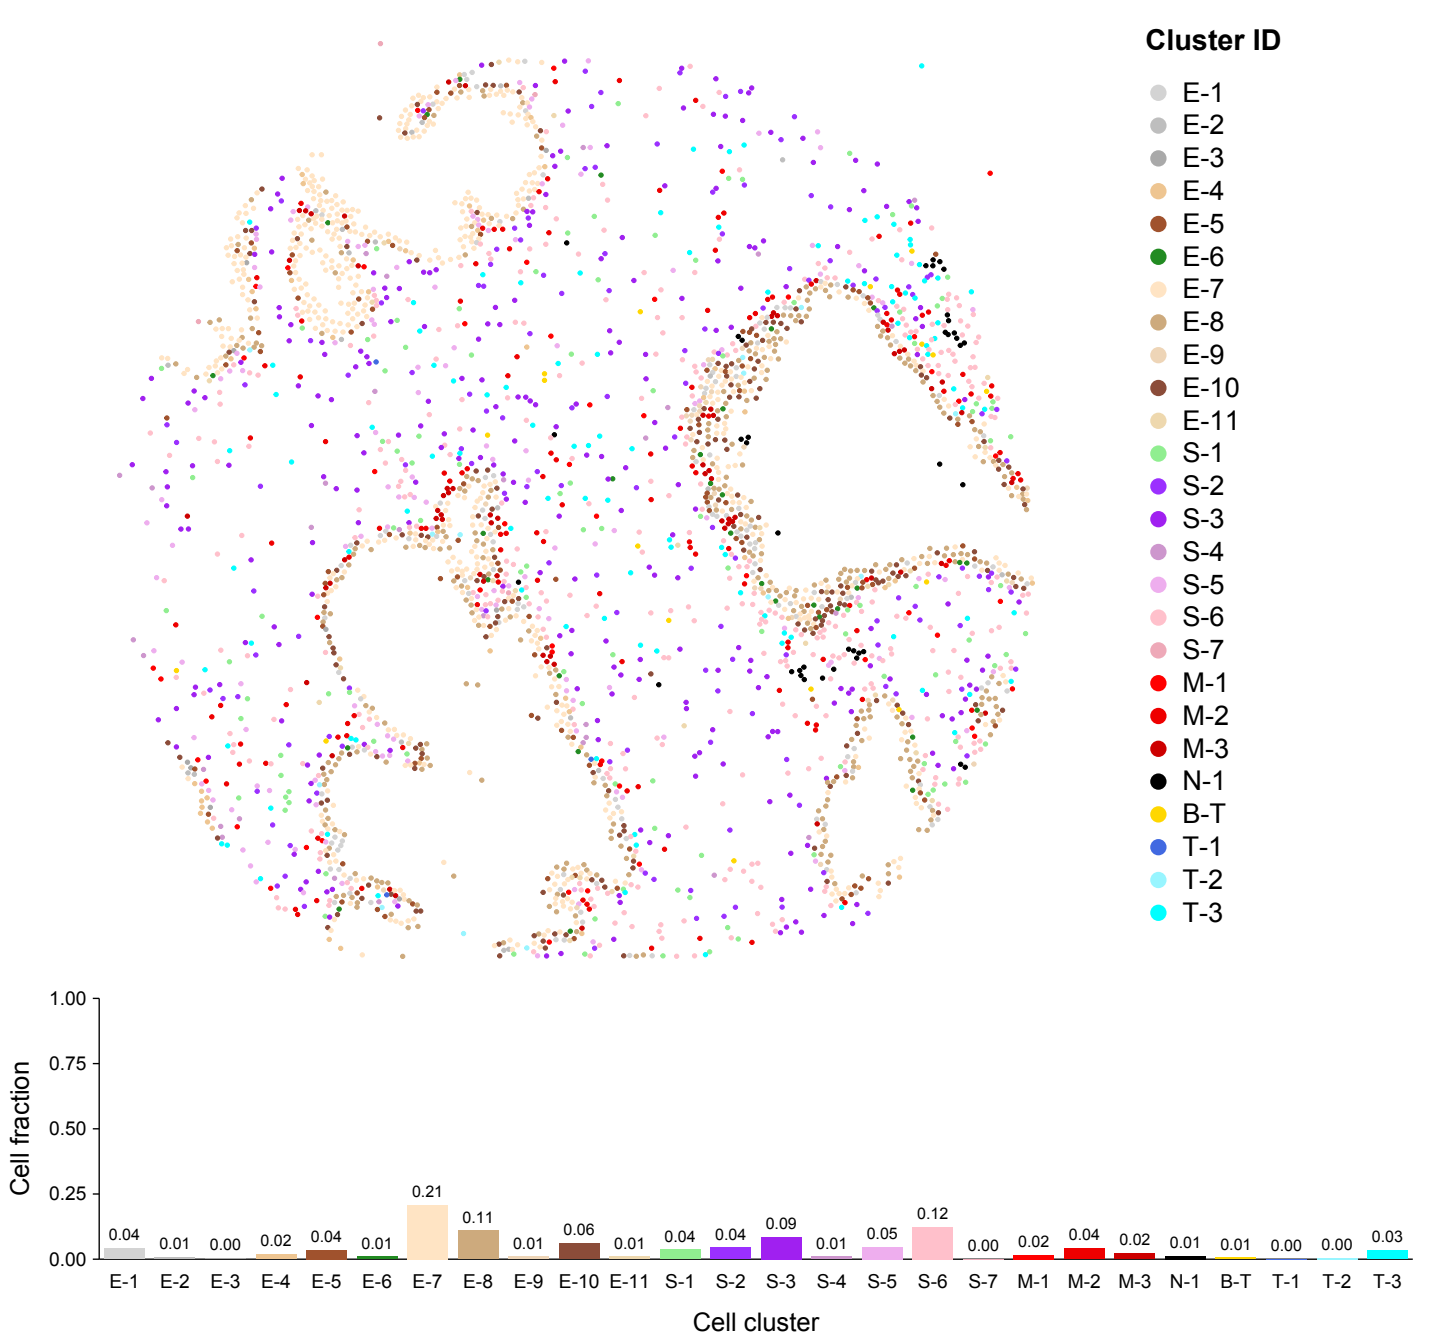 Cluster ID
E-1
E-2
E-3
E-4
E-5
E-6
E-7
E-8
E-9
E-10
E-11
S-1
S-2
S-3
S-4
S-5
S-6
S-7
M-1
M-2
M-3
N-1
B-T
T-1
T-2
T-3
Cell fraction
1.00
0.75
0.50
0.25
0.00
0.04 0.01 0.00 0.02 0.04 0.01 0.21 0.11 0.01 0.06 0.01 0.04 0.04 0.09 0.01 0.05 0.12 0.00 0.02 0.04 0.02 0.01 0.01 0.00 0.00 0.03
E-1 E-2 E-3 E-4 E-5 E-6 E-7 E-8 E-9 E-10 E-11 S-1 S-2 S-3 S-4 S-5 S-6 S-7 M-1 M-2 M-3 N-1 B-T T-1 T-2 T-3
Cell cluster